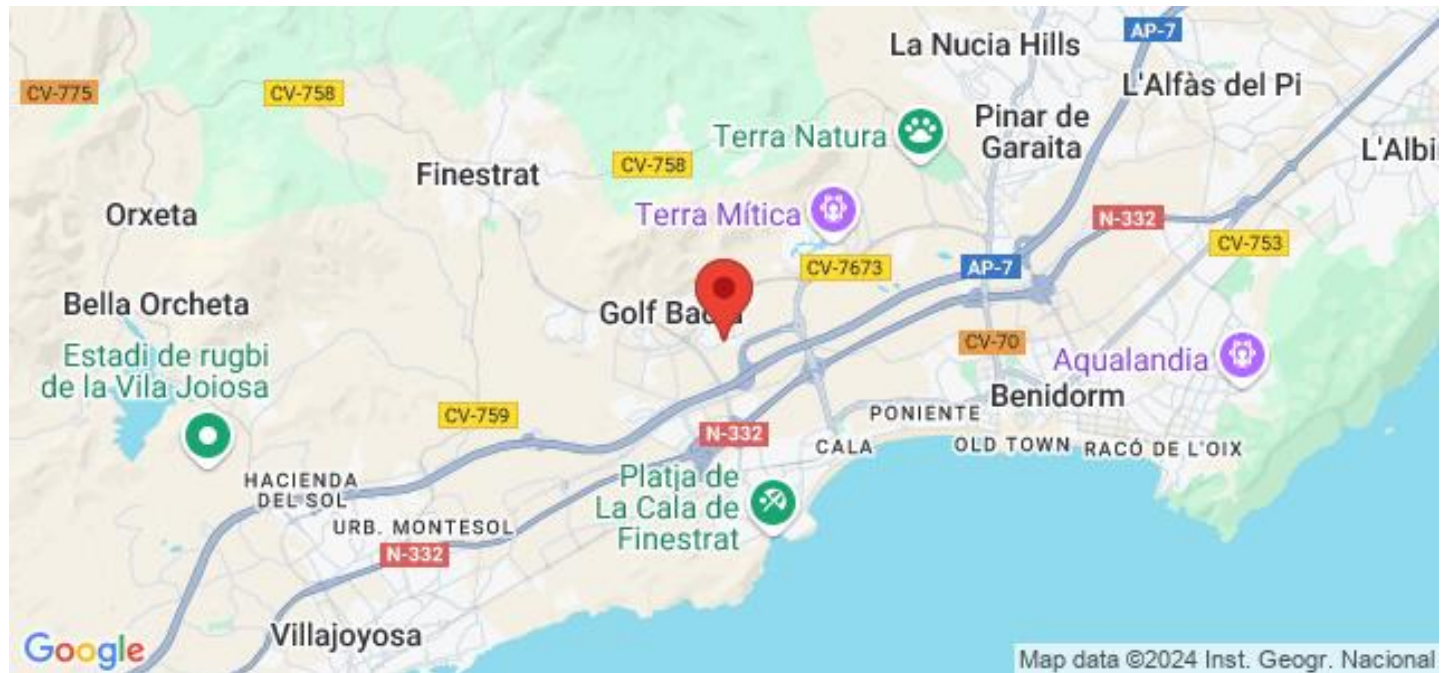 La Nucia Hills
AP-7
CV-775
CV-758
L'Alfàs del Pi
Terra Natura
Pinar de
Garaita
L'Albi
Finestrat
CV-758
Orxeta
Terra Mítica
N-332
CV-753
CV-7673
AP-7
Bella Orcheta
Golf
Estadi de rugbi
de la Vila Joiosa
CV-70
Aqualandia
Benidorm
CV-759
PONIENTE
N-332
CALA
OLD TOWN
RACÓ DE L'OIX
HACIENDA
DEL SOL
Platja de
La Cala de
Finestrat
URB. MONTESOL
N-332
Villajoyosa
Google
Map data ©2024 Inst. Geogr. Nacional